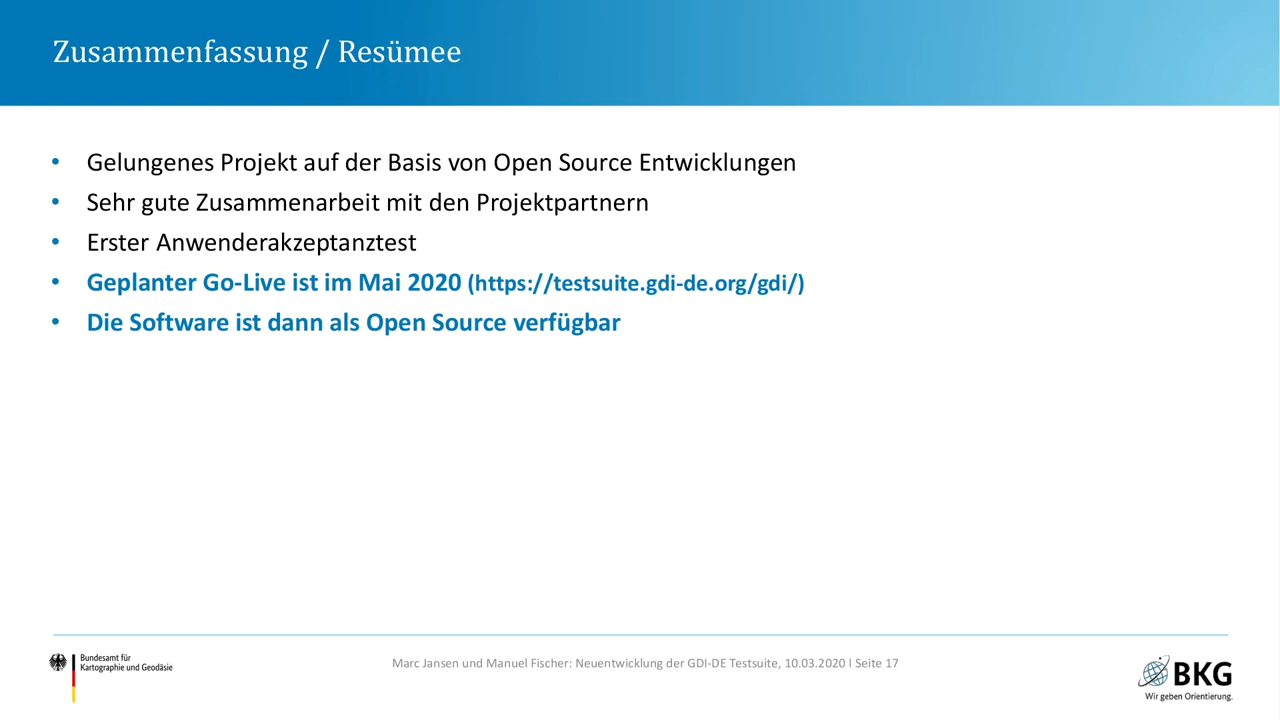 Zusammenfassung / Resümee
• Gelungenes Projekt auf der Basis von Open Source Entwicklungen
• Sehr gute Zusammenarbeit mit den Projektpartnern
• Erster Anwenderakzeptanztest
• Geplanter Go-Live ist im Mai 2020 (https://testsuite.gdi-de.org/gdi/)
• Die Software ist dann als Open Source verfügbar
Bundesamt für
Kartographie und Geodäsie
Marc Jansen und Manuel Fischer: Neuentwicklung der GDI-DE Testsuite, 10.03.2020 | Seite 17
BKG
Wir geben Orientierung.